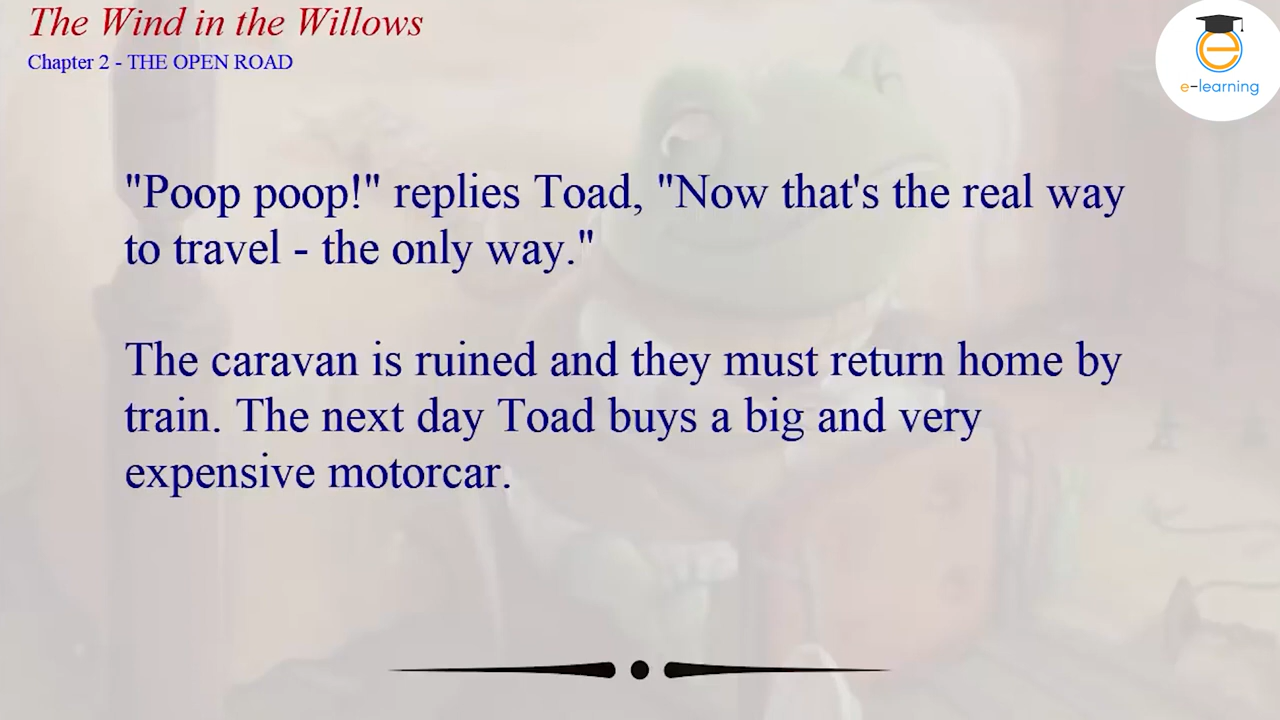 The Wind in the Willows
Chapter 2 - THE OPEN ROAD
e-learning
"Poop poop!" replies Toad, "Now that's the real way
to travel - the only way."
The caravan is ruined and they must return home by
train. The next day Toad buys a big and very
expensive motorcar.